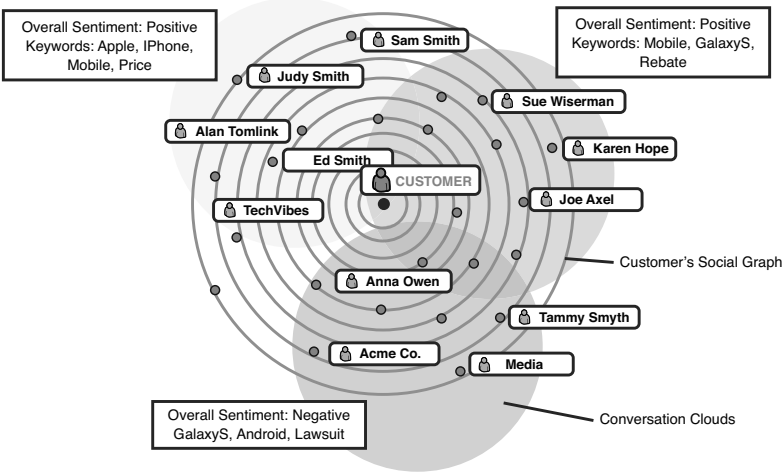 Overall Sentiment: Positive
Keywords: Apple, IPhone,
Mobile, Price
Overall Sentiment: Positive
Keywords: Mobile, GalaxyS,
Rebate
Sam Smith
Judy Smith
Sue Wiserman
Alan Tomlink
Karen Hope
Ed Smith
CUSTOMER
Joe Axel
TechVibes
Customer's Social Graph
Anna Owen
Tammy Smyth
Acme Co.
Media
Overall Sentiment: Negative
GalaxyS, Android, Lawsuit
Conversation Clouds